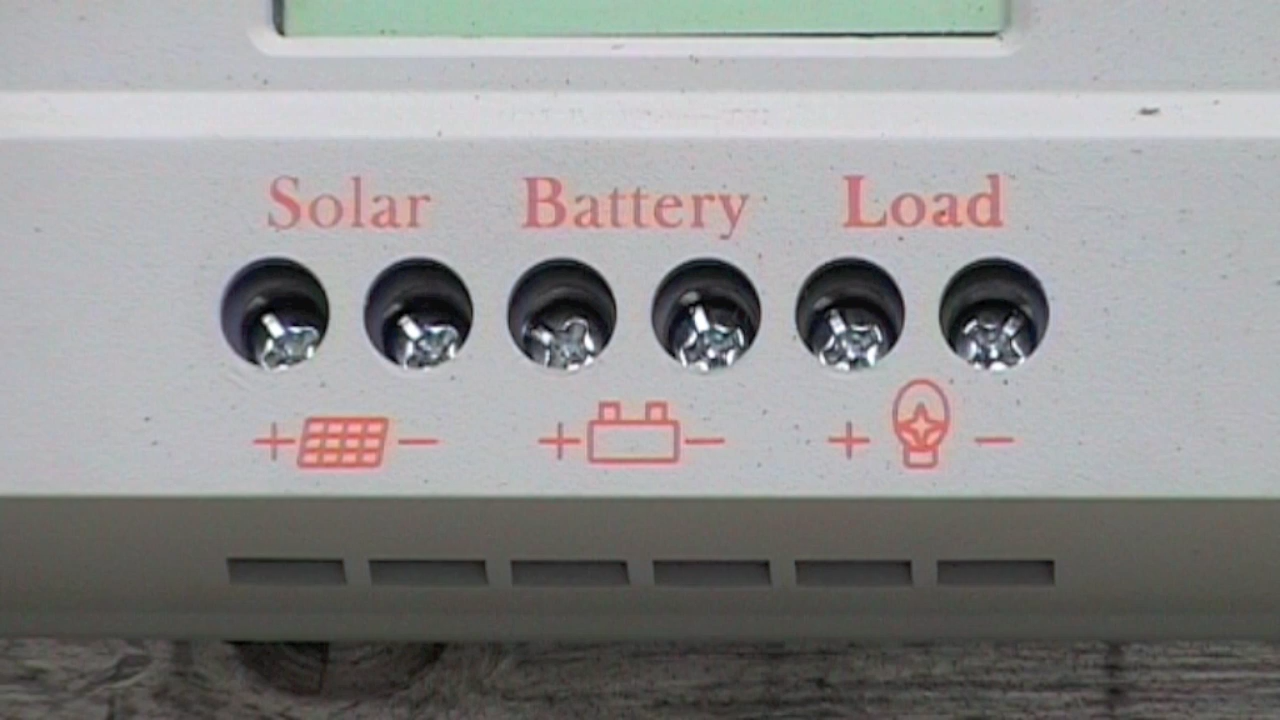 Solar Battery Load
+ - + - + -